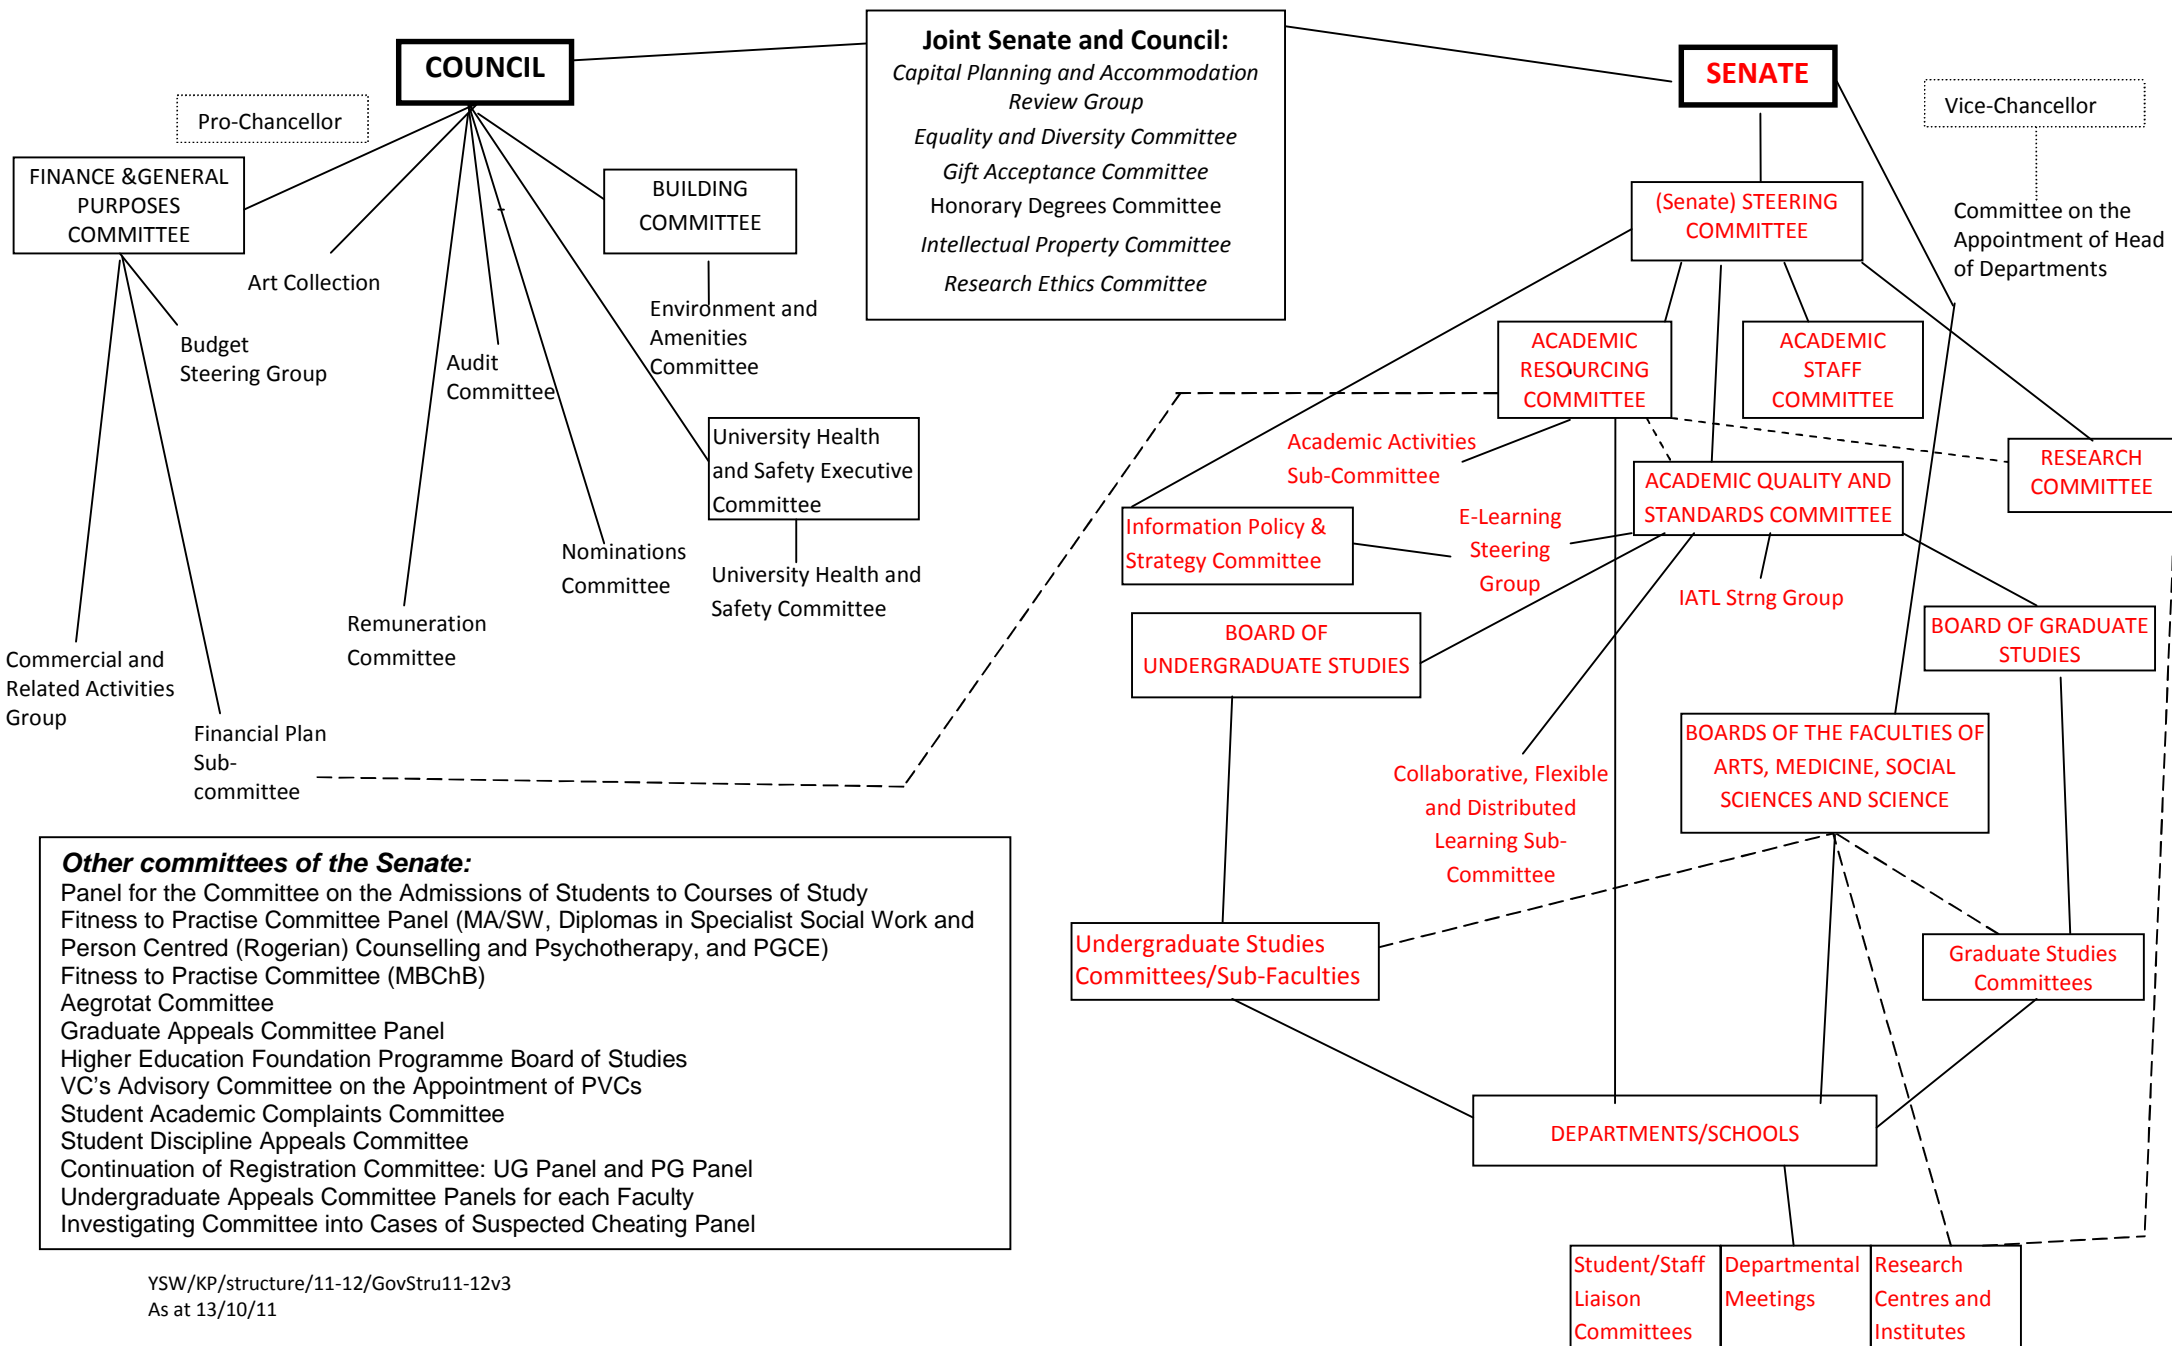 COUNCIL
Pro-Chancellor
FINANCE &GENERAL
PURPOSES
COMMITTEE
Art Collection
Budget
Steering Group
Audit
Committee
BUILDING
COMMITTEE
Environment and
Amenities
Committee
University Health
and Safety Executive
Committee
University Health and
Safety Committee
Nominations
Committee
Remuneration
Committee
Commercial and
Related Activities
Group
Financial Plan
Sub-
committee
Joint Senate and Council:
Capital Planning and Accommodation
Review Group
Equality and Diversity Committee
Gift Acceptance Committee
Honorary Degrees Committee
Intellectual Property Committee
Research Ethics Committee
SENATE
Vice-Chancellor
Committee on the
Appointment of Head
of Departments
(Senate) STEERING
COMMITTEE
ACADEMIC
RESOURCING
COMMITTEE
ACADEMIC
STAFF
COMMITTEE
Academic Activities
Sub-Committee
RESEARCH
COMMITTEE
ACADEMIC QUALITY AND
STANDARDS COMMITTEE
Information Policy &
Strategy Committee
E-Learning
Steering
Group
IATL Strng Group
BOARD OF
UNDERGRADUATE STUDIES
BOARD OF GRADUATE
STUDIES
Collaborative, Flexible
and Distributed
Learning Sub-
Committee
BOARDS OF THE FACULTIES OF
ARTS, MEDICINE, SOCIAL
SCIENCES AND SCIENCE
Undergraduate Studies
Committees/Sub-Faculties
Graduate Studies
Committees
DEPARTMENTS/SCHOOLS
Student/Staff
Liaison
Committees
Departmental
Meetings
Research
Centres and
Institutes
Other committees of the Senate:
Panel for the Committee on the Admissions of Students to Courses of Study
Fitness to Practise Committee Panel (MA/SW, Diplomas in Specialist Social Work and
Person Centred (Rogerian) Counselling and Psychotherapy, and PGCE)
Fitness to Practise Committee (MBChB)
Aegrotat Committee
Graduate Appeals Committee Panel
Higher Education Foundation Programme Board of Studies
VC's Advisory Committee on the Appointment of PVCs
Student Academic Complaints Committee
Student Discipline Appeals Committee
Continuation of Registration Committee: UG Panel and PG Panel
Undergraduate Appeals Committee Panels for each Faculty
Investigating Committee into Cases of Suspected Cheating Panel
YSW/KP/structure/11-12/GovStru11-12v3
As at 13/10/11